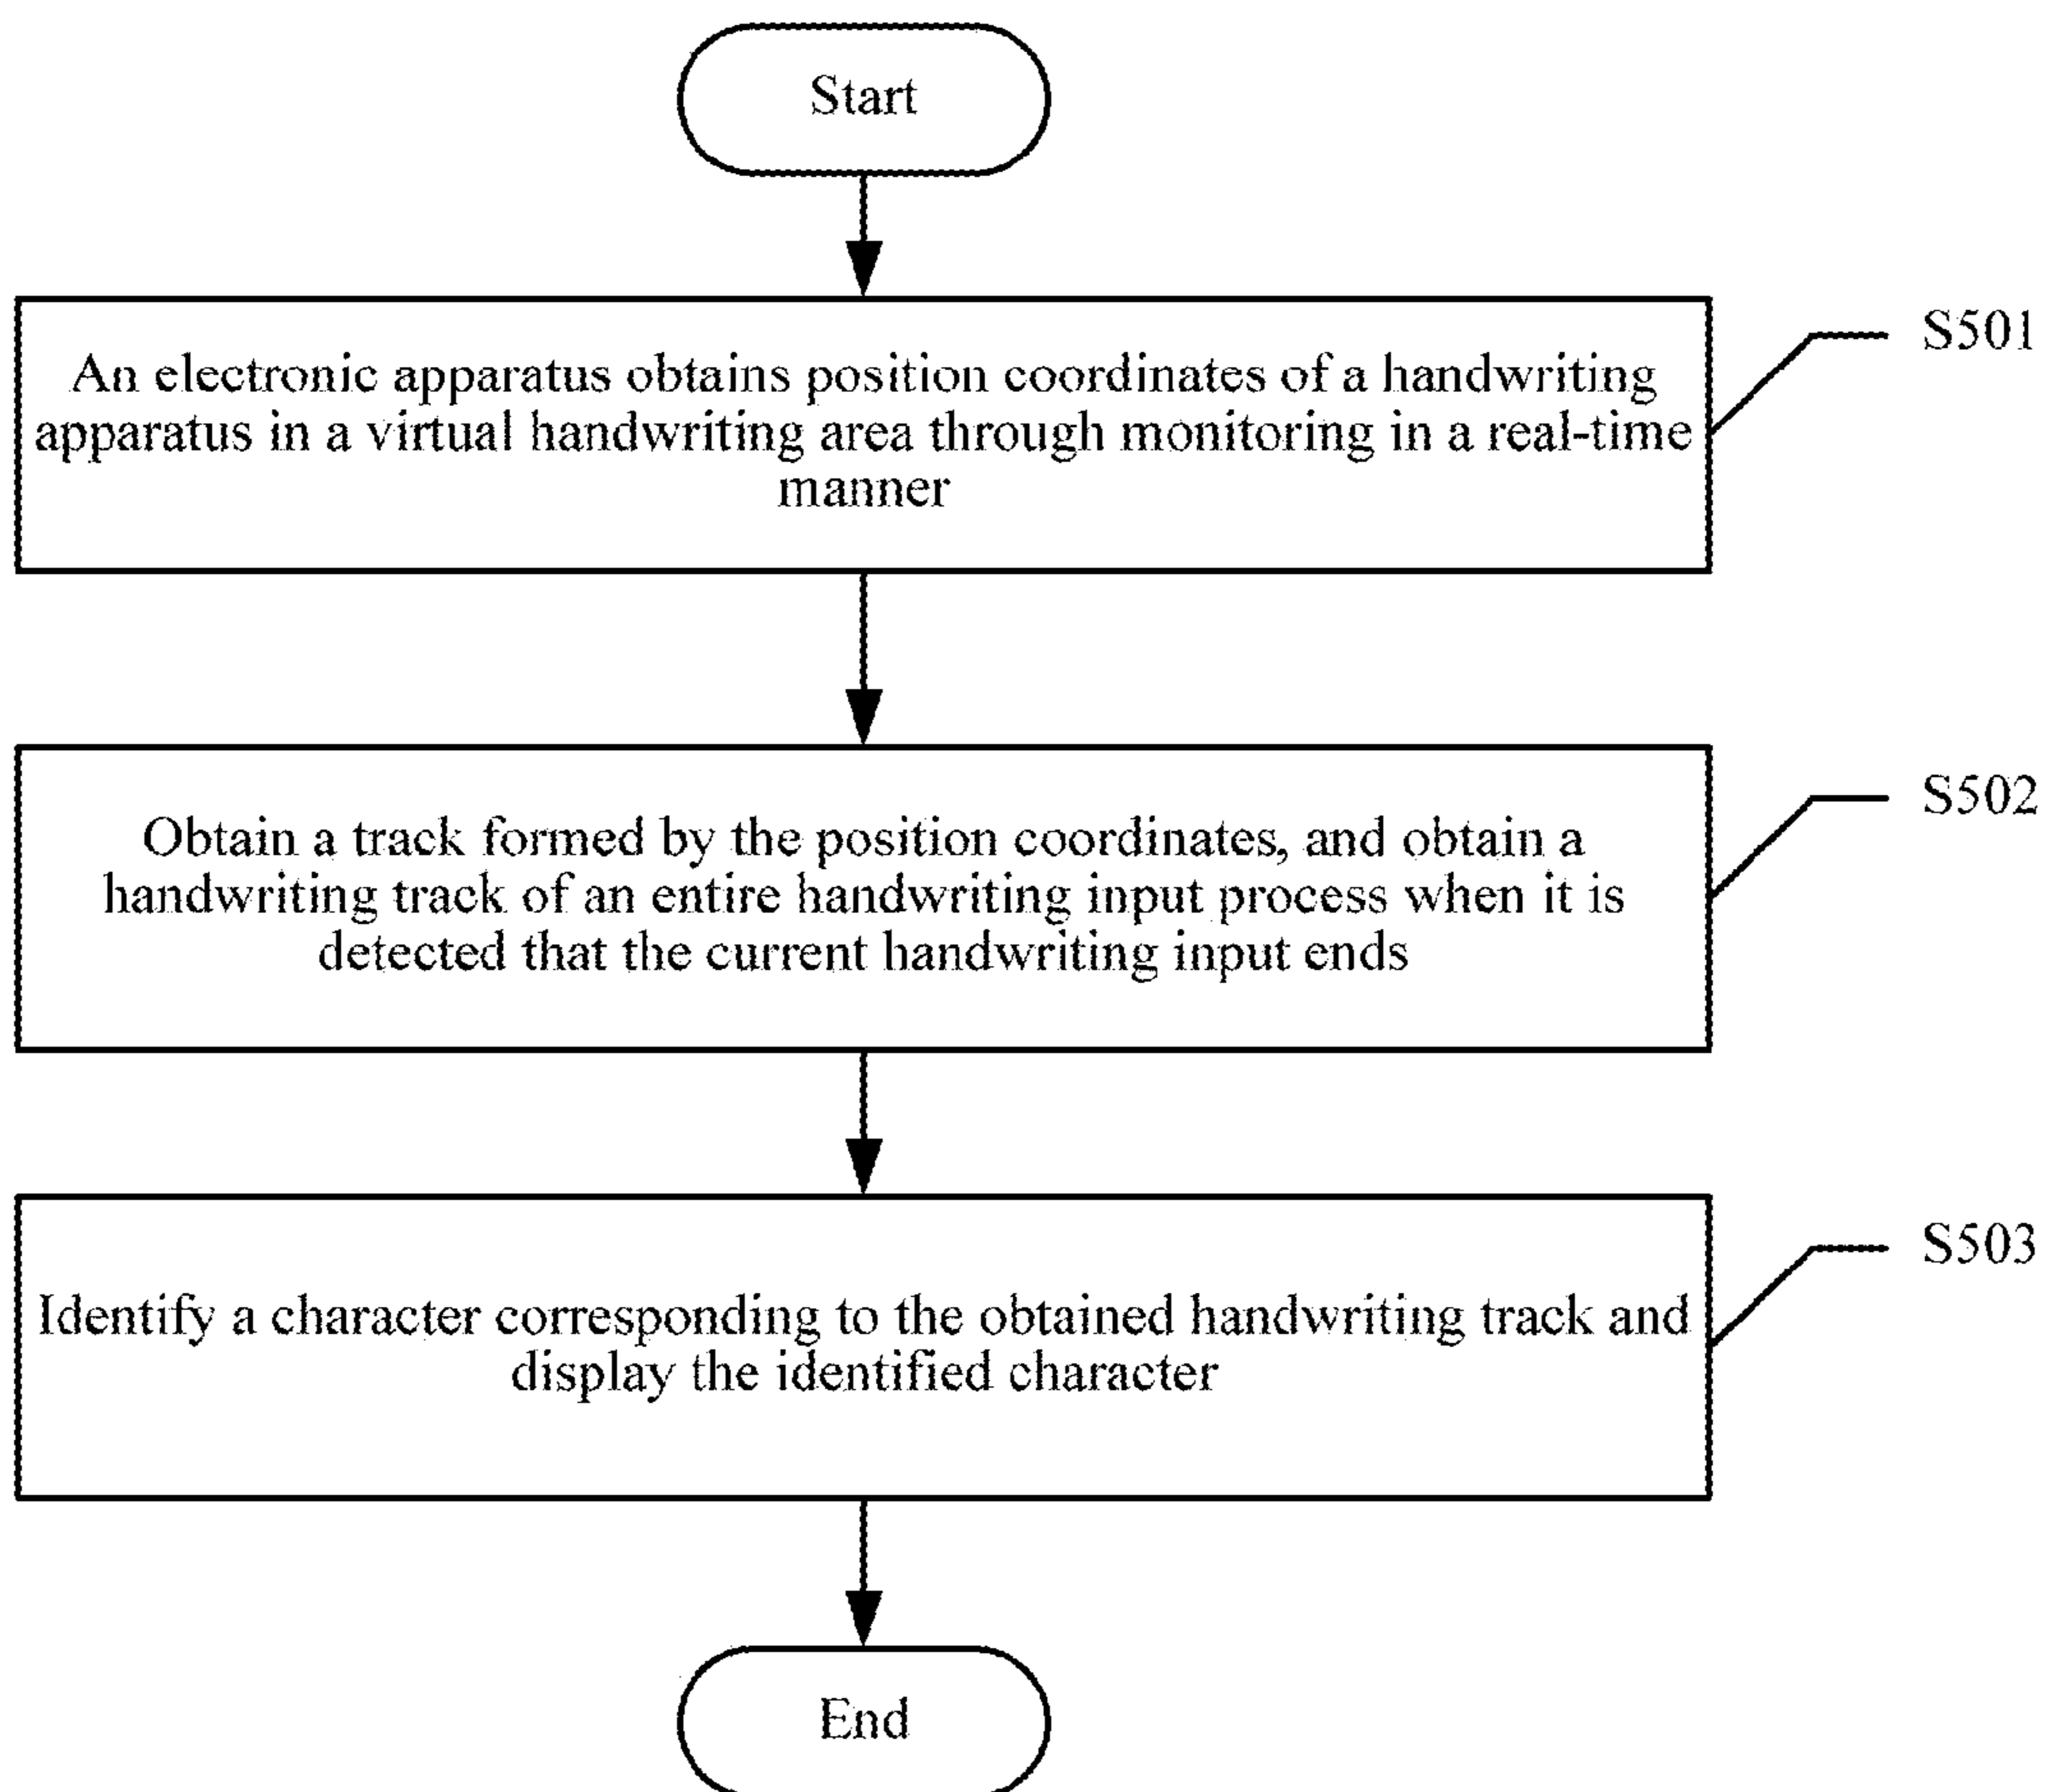 Start
An electronic apparatus obtains position coordinates of a handwriting
apparatus in a virtual handwriting area through monitoring in a real-time
manner
S501
Obtain a track formed by the position coordinates, and obtain a
handwriting track of an entire handwriting input process when it is
detected that the current handwriting input ends
S502
Identify a character corresponding to the obtained handwriting track and
display the identified character
S503
End